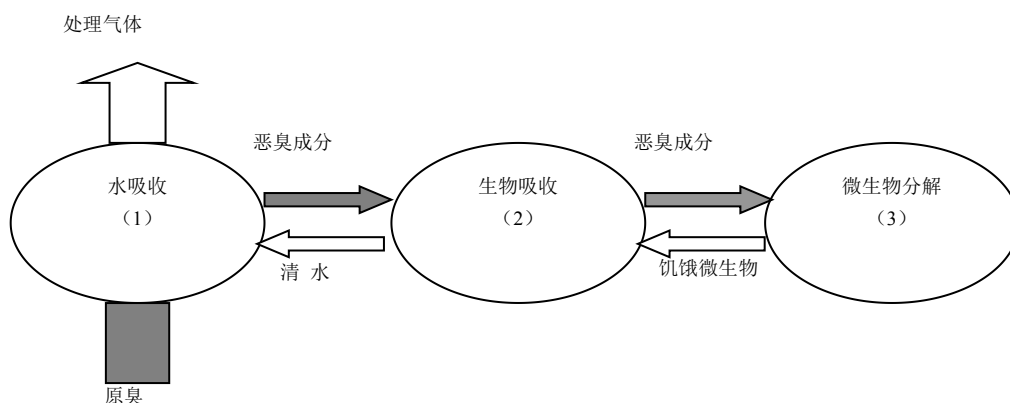 处理气体
恶臭成分
恶臭成分
水吸收
（1）
生物吸收
（2）
微生物分解
（3）
清 水
饥饿微生物
原臭